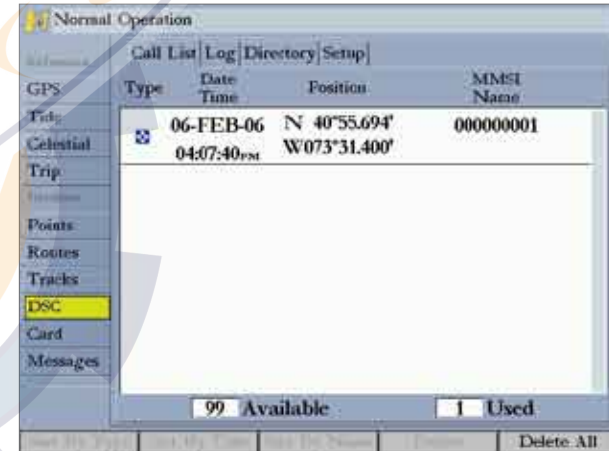 Normal Operation
Call List Log Directory Setup
GPS
Tide
Celestial
Trip
Points
Routes
Tracks
DSC
Card
Messages
Type Date Time Position MMSI Name
06-FEB-06 N 40°55.694' 000000001
04:07:40PM W073°31.400'
99 Available 1 Used
Delete All